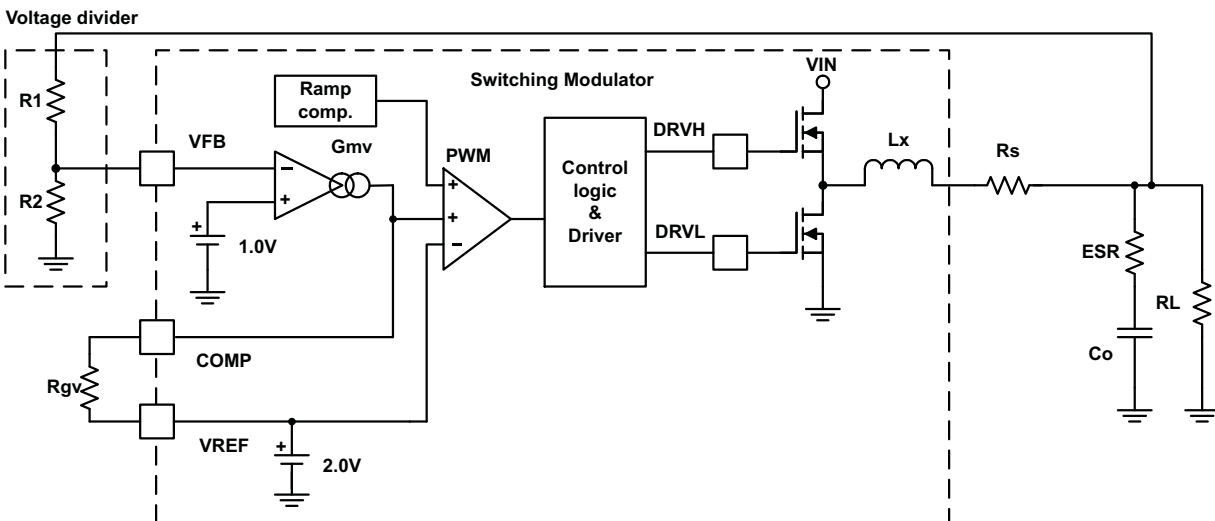 Voltage divider
R1
R2
VFB
Ramp
comp.
Gmv
+
-
+
1.0V
Switching Modulator
PWM
+
+
-
Control
logic
&
Driver
DRVH
DRVL
VIN
Lx
Rs
ESR
Co
RL
COMP
Rgv
VREF
+
2.0V